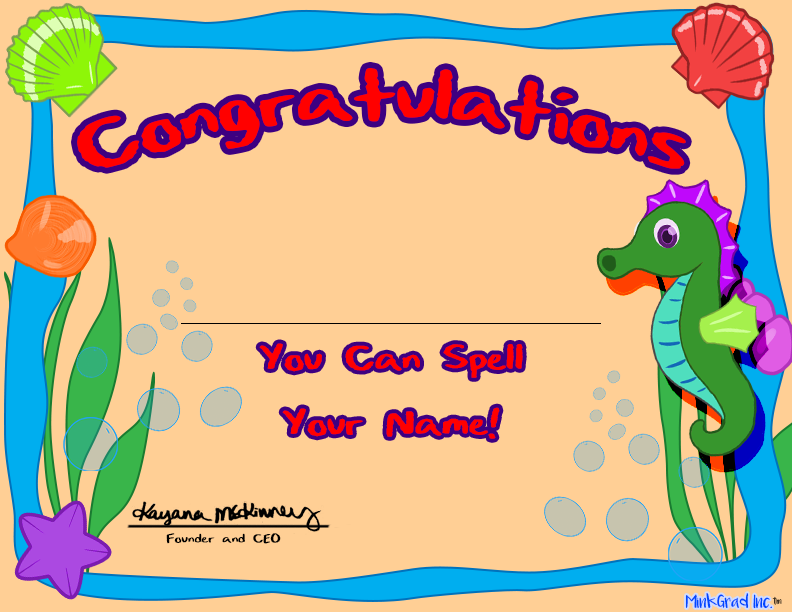 Congratulations
You Can Spell
Your Name!
Kayana McKinney
Founder and CEO
MinkGrad Inc.™